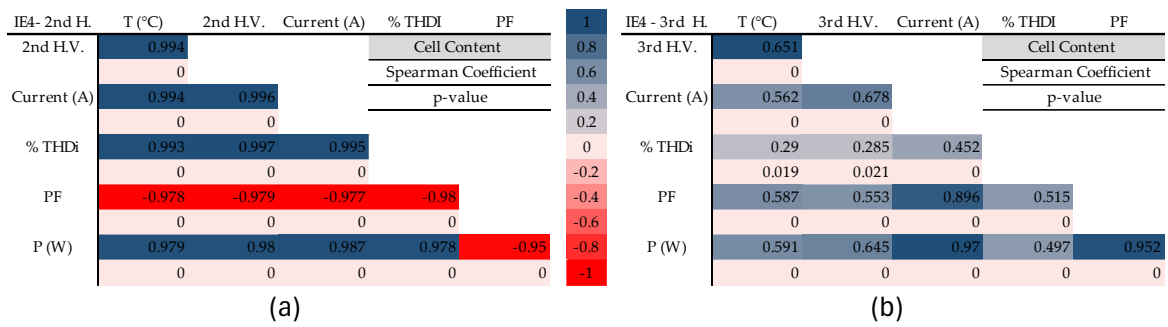 IE4- 2nd H. T (°C) 2nd H.V. Current (A) % THDI PF
2nd H.V. 0.994 Cell Content
0 Spearman Coefficient
Current (A) 0.994 0.996 p-value
0 0
% THDi 0.993 0.997 0.995
0 0 0
PF -0.978 -0.979 -0.977 -0.98
0 0 0 0
P (W) 0.979 0.98 0.987 0.978 -0.95
0 0 0 0 0
(a)
1
0.8
0.6
0.4
0.2
0
-0.2
-0.4
-0.6
-0.8
-1
IE4 - 3rd H. T (°C) 3rd H.V. Current (A) % THDI PF
3rd H.V. 0.651 Cell Content
0 Spearman Coefficient
Current (A) 0.562 0.678 p-value
0 0
% THDi 0.29 0.285 0.452
0.019 0.021 0
PF 0.587 0.553 0.896 0.515
0 0 0 0
P (W) 0.591 0.645 0.97 0.497 0.952
0 0 0 0 0
(b)